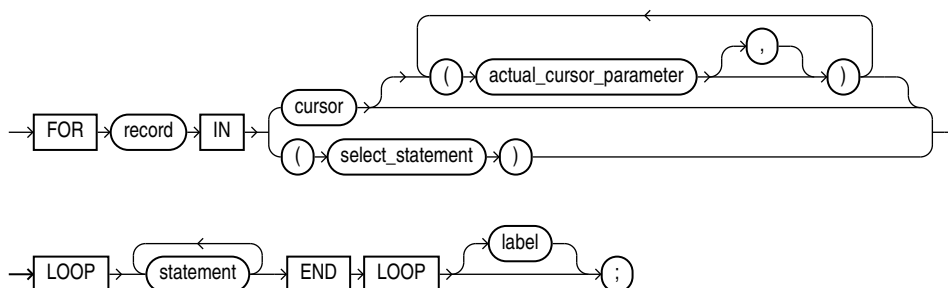 ( actual_cursor_parameter , )
cursor
FOR record IN
( select_statement )
label
LOOP statement END LOOP ;